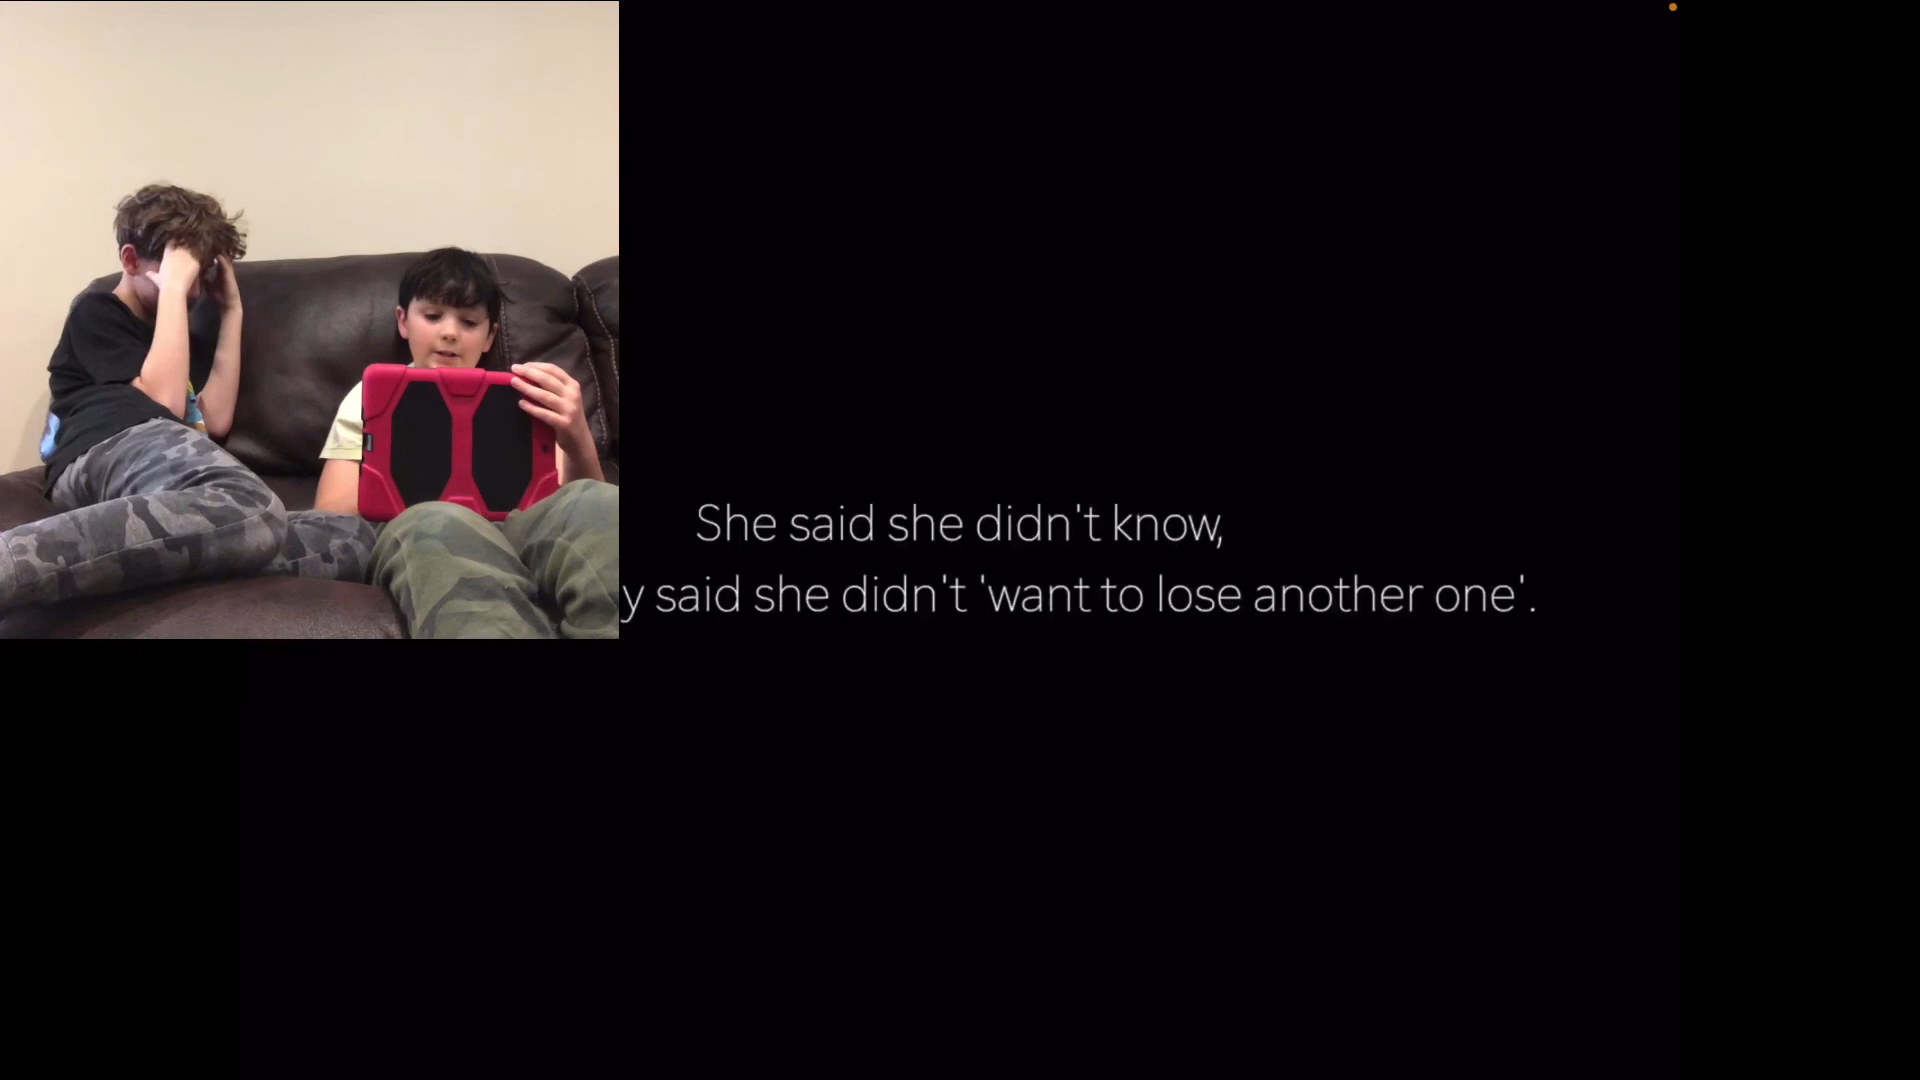 She said she didn't know,
y said she didn't 'want to lose another one'.